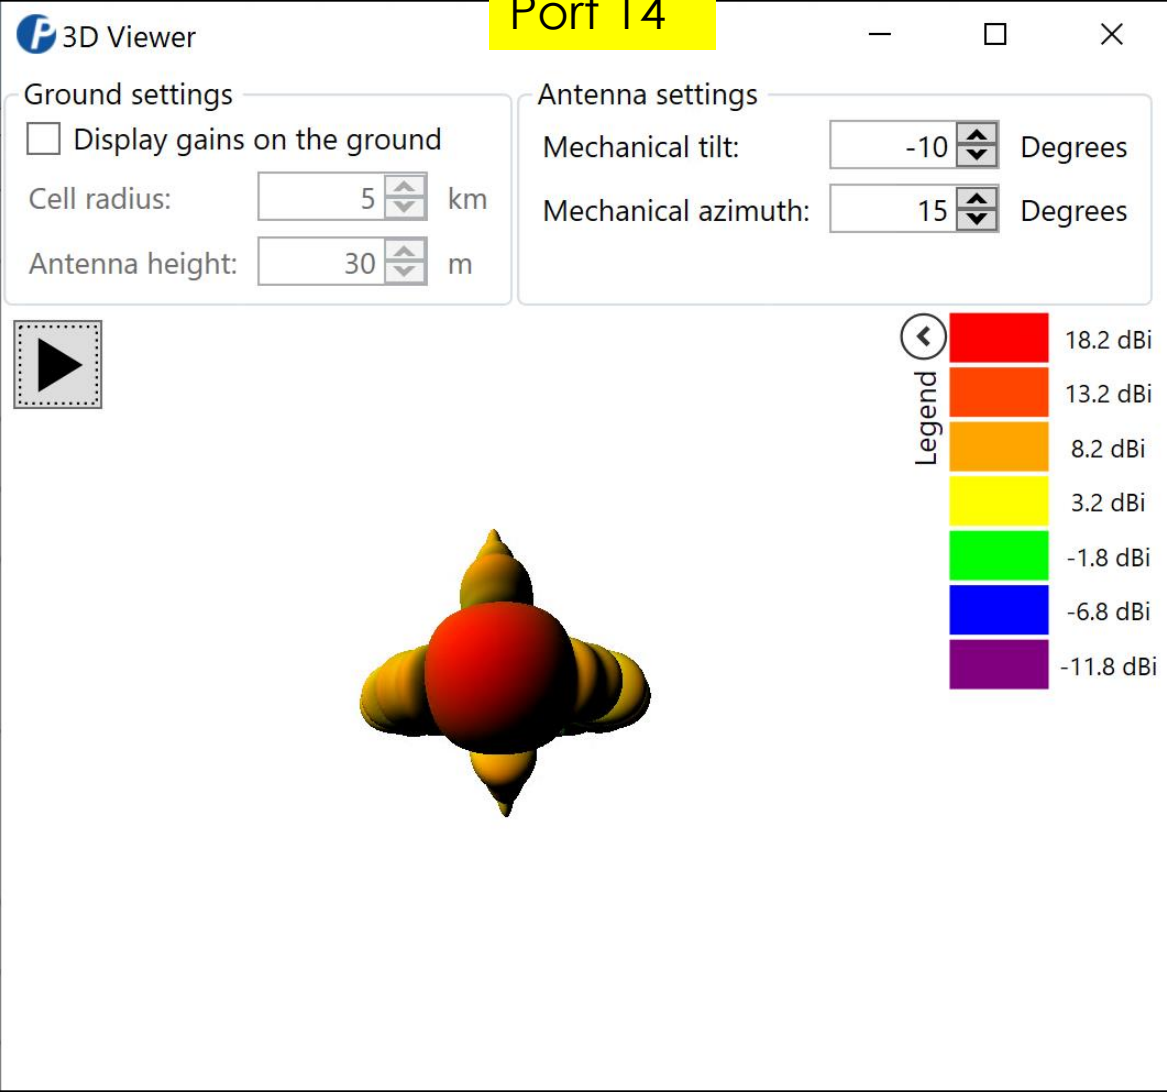 Port 14
3D Viewer
Ground settings
Display gains on the ground
Cell radius: 5 km
Antenna height: 30 m
Antenna settings
Mechanical tilt: -10 Degrees
Mechanical azimuth: 15 Degrees
Legend
18.2 dBi
13.2 dBi
8.2 dBi
3.2 dBi
-1.8 dBi
-6.8 dBi
-11.8 dBi